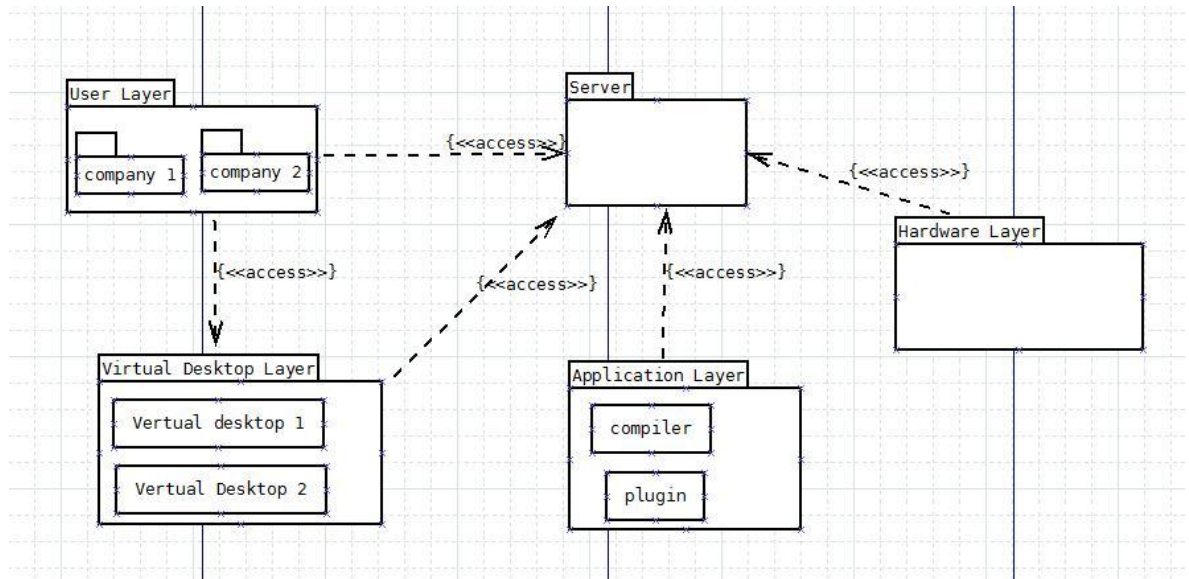 User Layer
company 1
company 2
{<<access>>}
Server
{<<access>>}
Hardware Layer
{<<access>>}
{<<access>>}
{<<access>>}
Virtual Desktop Layer
Vertual desktop 1
Vertual Desktop 2
Application Layer
compiler
plugin